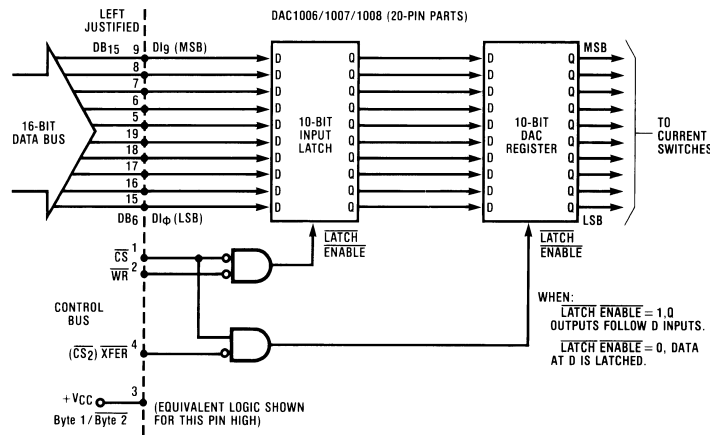 LEFT
JUSTIFIED
DAC1006/1007/1008 (20-PIN PARTS)
DB15 9 DI9 (MSB)
8
7
6
5
19
18
17
16
15
DB6 DIϕ (LSB)
16-BIT
DATA BUS
D Q
D Q
D Q
D Q
D Q
D Q
D Q
D Q
D Q
D Q
10-BIT
INPUT
LATCH
D Q
D Q
D Q
D Q
D Q
D Q
D Q
D Q
D Q
D Q
10-BIT
DAC
REGISTER
MSB
LSB
TO
CURRENT
SWITCHES
LATCH
ENABLE
LATCH
ENABLE
CS 1
WR 2
CONTROL
BUS
(CS2) XFER 4
WHEN:
LATCH ENABLE = 1,Q
OUTPUTS FOLLOW D INPUTS.
LATCH ENABLE = 0, DATA
AT D IS LATCHED.
+VCC 3
Byte 1/Byte 2
(EQUIVALENT LOGIC SHOWN
FOR THIS PIN HIGH)